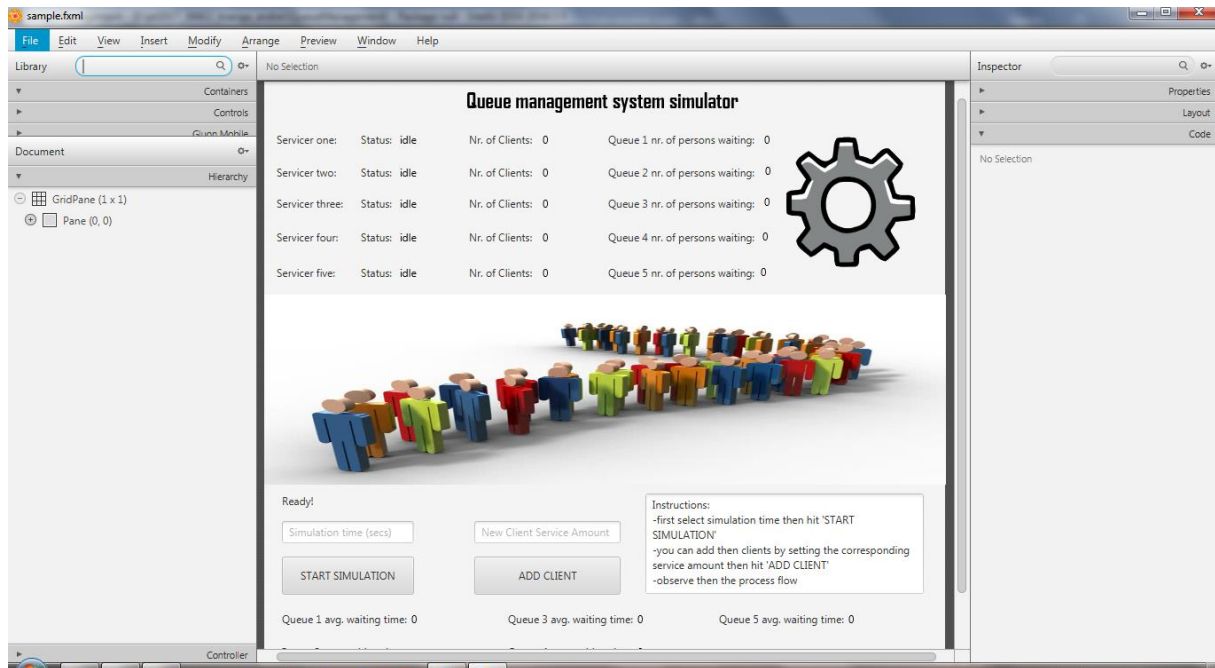 sample.fxml
File Edit View Insert Modify Arrange Preview Window Help
Library
No Selection
Inspector
Containers
Controls
Gluon Mobile
Document
Hierarchy
GridPane (1 x 1)
Pane (0, 0)
Controller
Properties
Layout
Code
No Selection
Queue management system simulator
Servicer one: Status: idle Nr. of Clients: 0 Queue 1 nr. of persons waiting: 0
Servicer two: Status: idle Nr. of Clients: 0 Queue 2 nr. of persons waiting: 0
Servicer three: Status: idle Nr. of Clients: 0 Queue 3 nr. of persons waiting: 0
Servicer four: Status: idle Nr. of Clients: 0 Queue 4 nr. of persons waiting: 0
Servicer five: Status: idle Nr. of Clients: 0 Queue 5 nr. of persons waiting: 0
Ready!
Simulation time (secs)
New Client Service Amount
START SIMULATION
ADD CLIENT
Instructions:
-first select simulation time then hit 'START
SIMULATION'
-you can add then clients by setting the corresponding
service amount then hit 'ADD CLIENT'
-observe then the process flow
Queue 1 avg. waiting time: 0 Queue 3 avg. waiting time: 0 Queue 5 avg. waiting time: 0